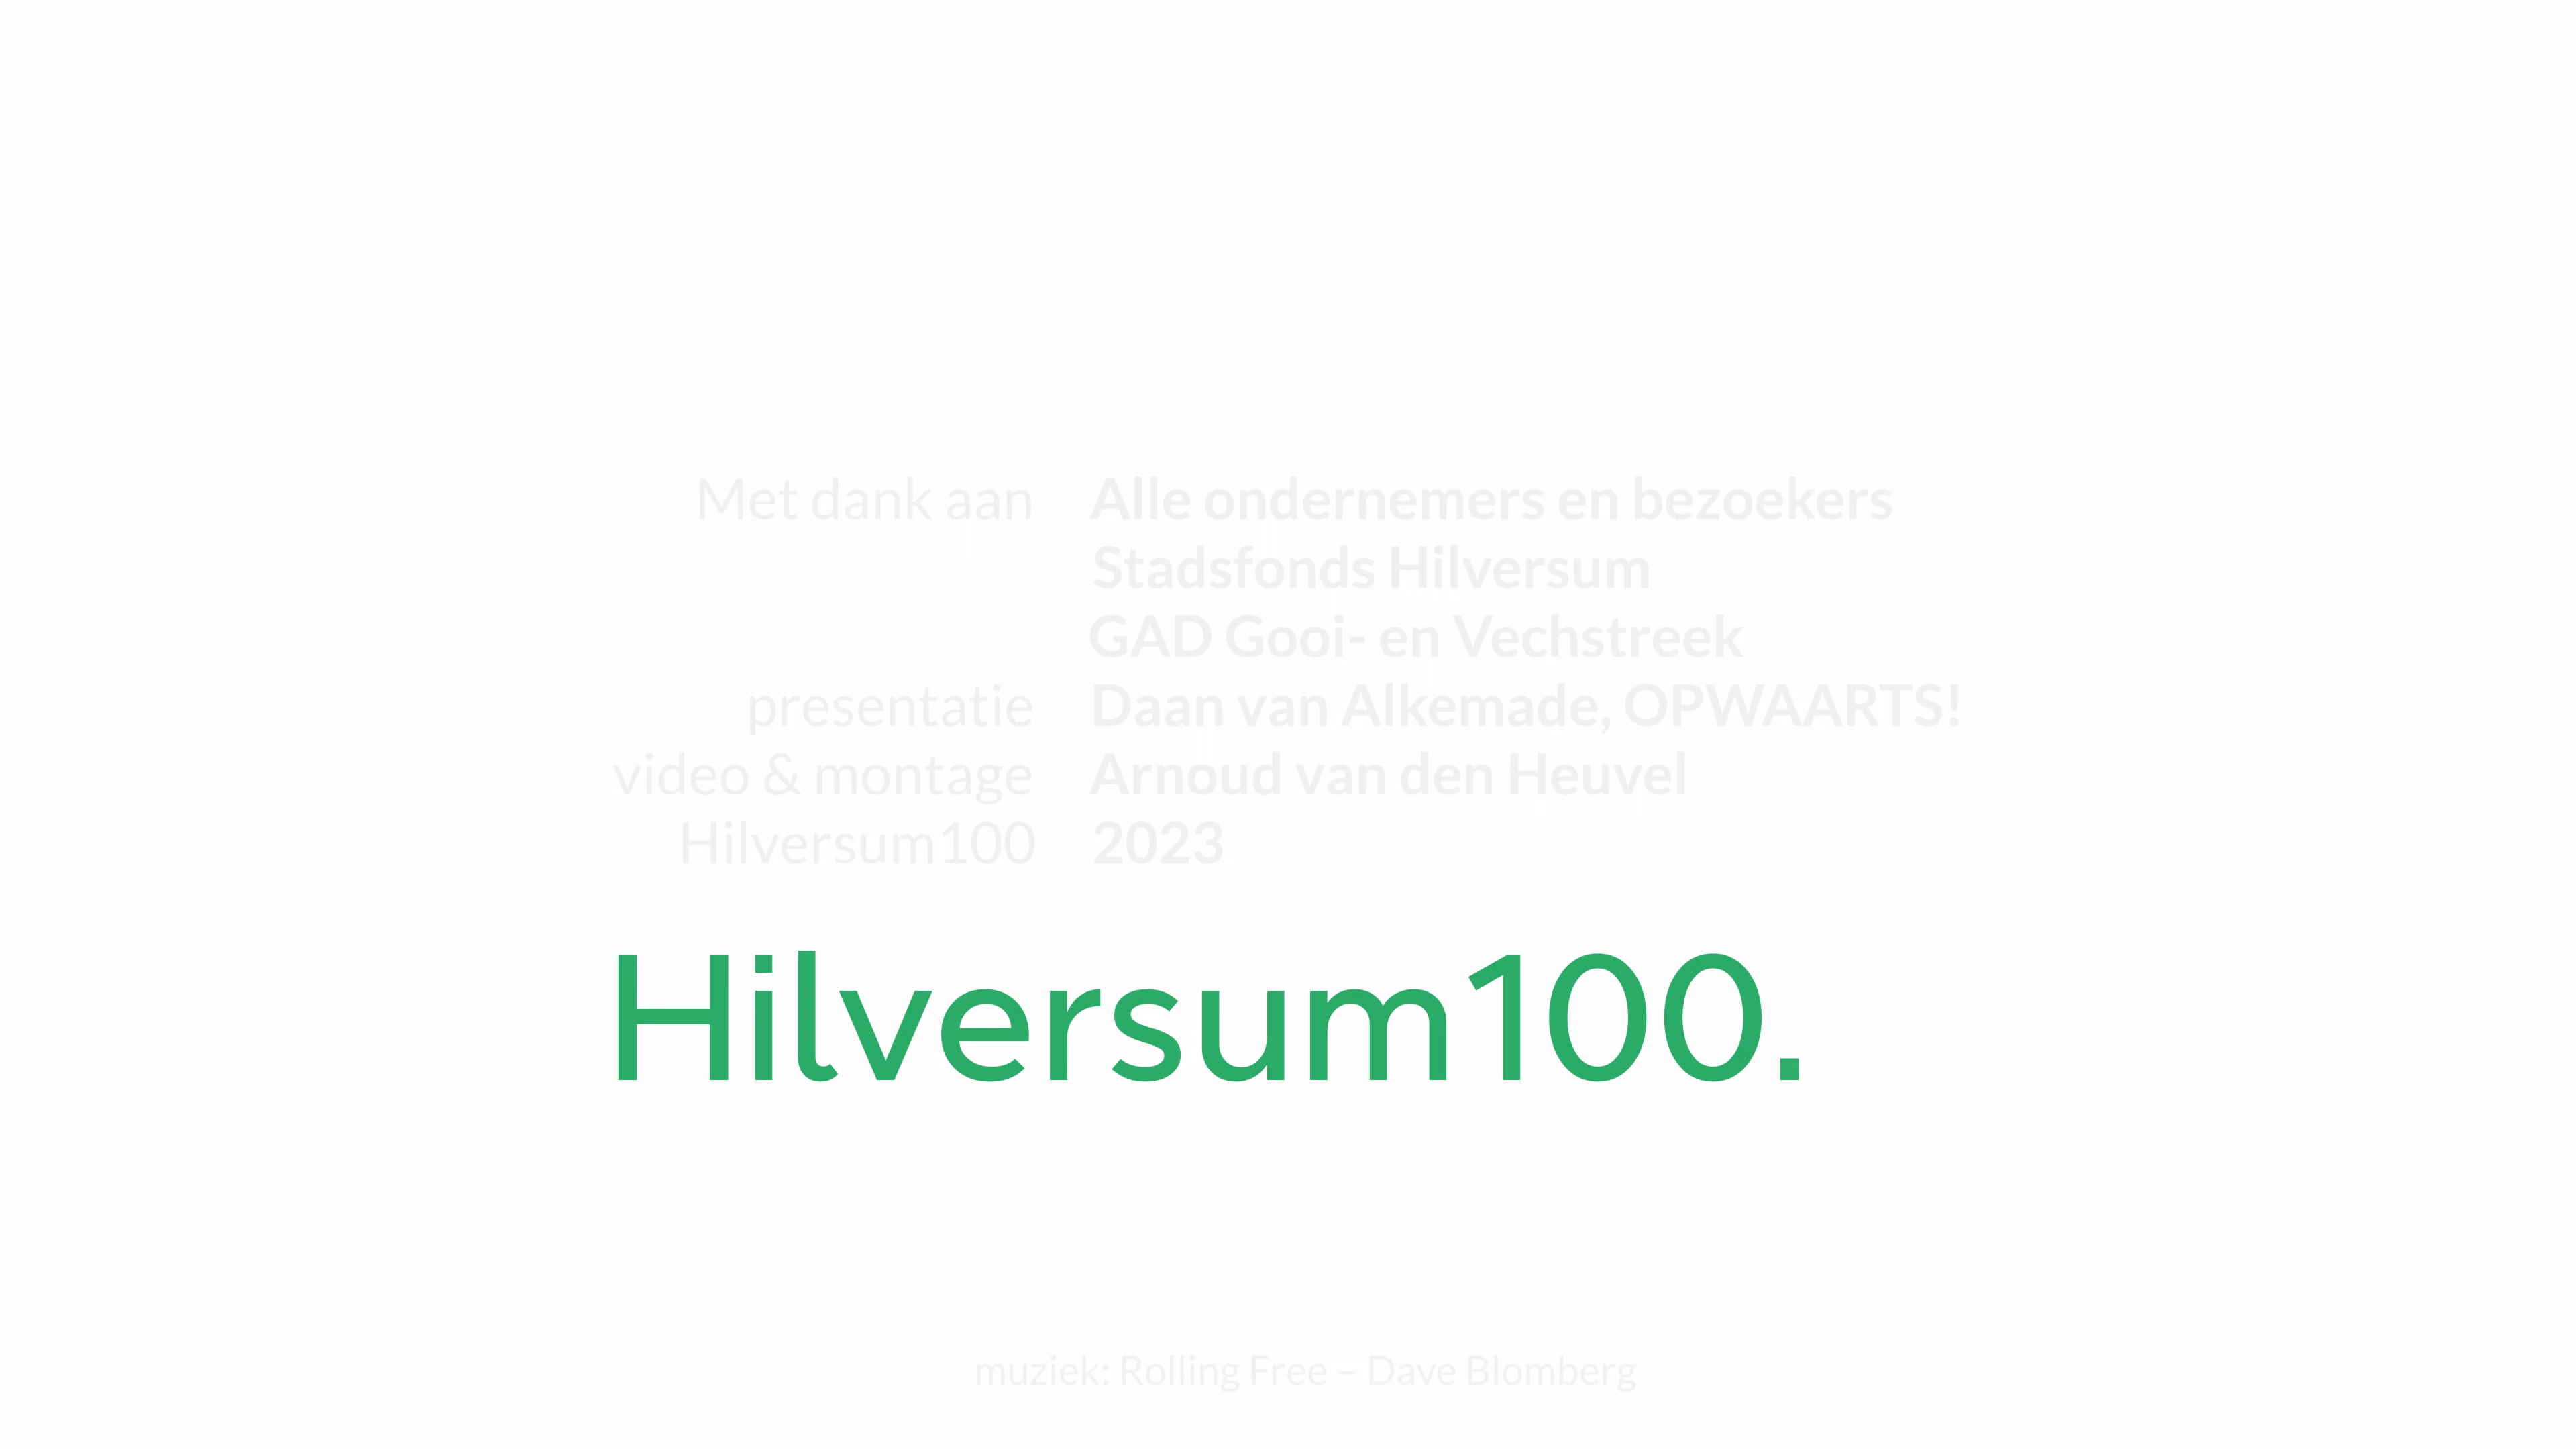 Met dank aan Alle ondernemers en bezoekers
Stadsfonds Hilversum
GAD Gooi- en Vechstreek
presentatie Daan van Alkemade, OPWAARTS!
video & montage Arnoud van den Heuvel
Hilversum100 2023
Hilversum100.
muziek: Rolling Free – Dave Blomberg